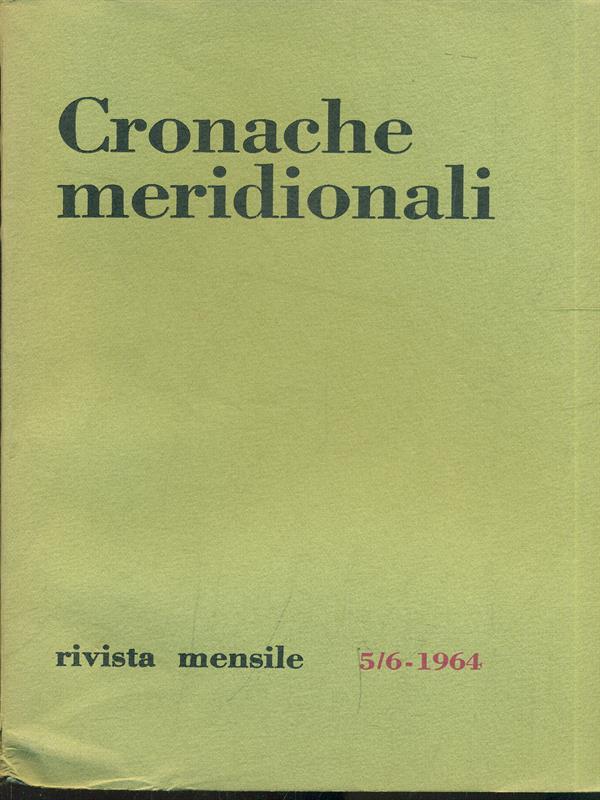 Cronache
meridionali
rivista mensile 5/6-1964